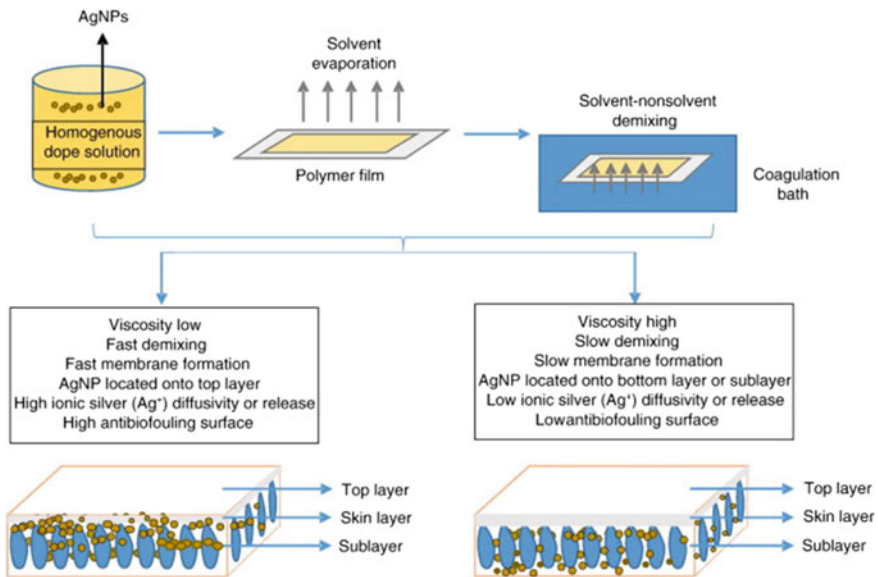 AgNPs
Homogenous
dope solution
Solvent
evaporation
Polymer film
Solvent-nonsolvent
demixing
Coagulation
bath
Viscosity low
Fast demixing
Fast membrane formation
AgNP located onto top layer
High ionic silver (Ag⁺) diffusivity or release
High antibiofouling surface
Viscosity high
Slow demixing
Slow membrane formation
AgNP located onto bottom layer or sublayer
Low ionic silver (Ag⁺) diffusivity or release
Lowantibiofouling surface
Top layer
Skin layer
Sublayer
Top layer
Skin layer
Sublayer